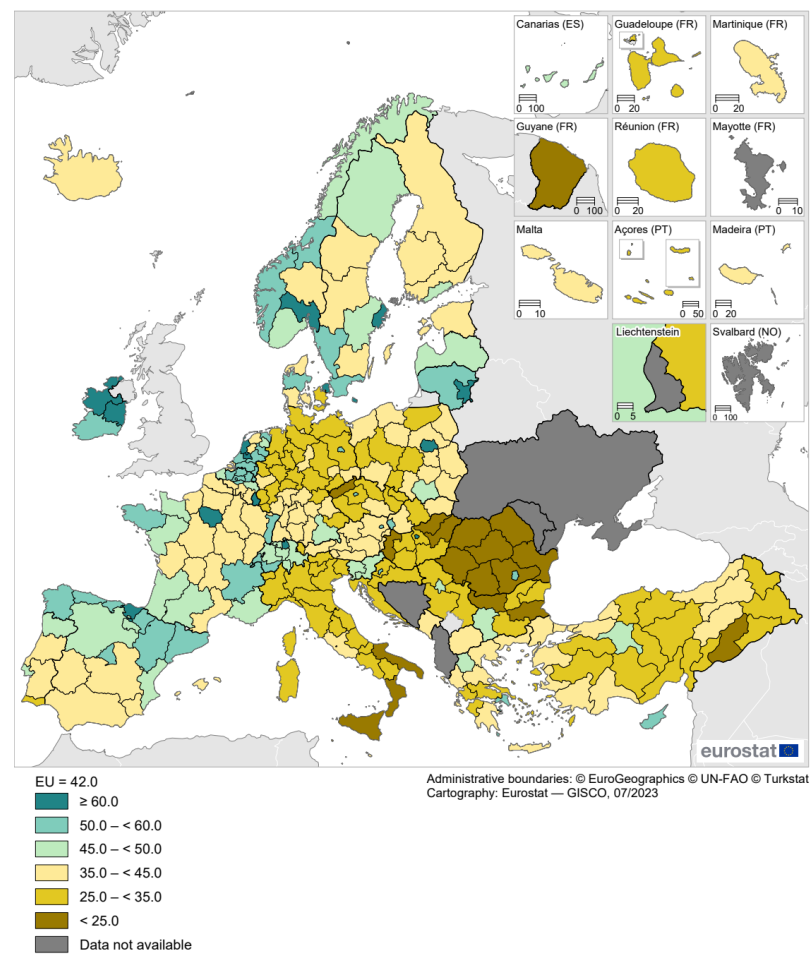 Canarias (ES)
0 100
Guadeloupe (FR)
0 20
Martinique (FR)
0 20
Guyane (FR)
0 100
Réunion (FR)
0 20
Mayotte (FR)
0 10
Malta
0 10
Açores (PT)
0 50
Madeira (PT)
0 20
Liechtenstein
0 5
Svalbard (NO)
0 100
eurostat
Administrative boundaries: © EuroGeographics © UN-FAO © Turkstat
Cartography: Eurostat — GISCO, 07/2023
EU = 42.0
≥ 60.0
50.0 – < 60.0
45.0 – < 50.0
35.0 – < 45.0
25.0 – < 35.0
< 25.0
Data not available